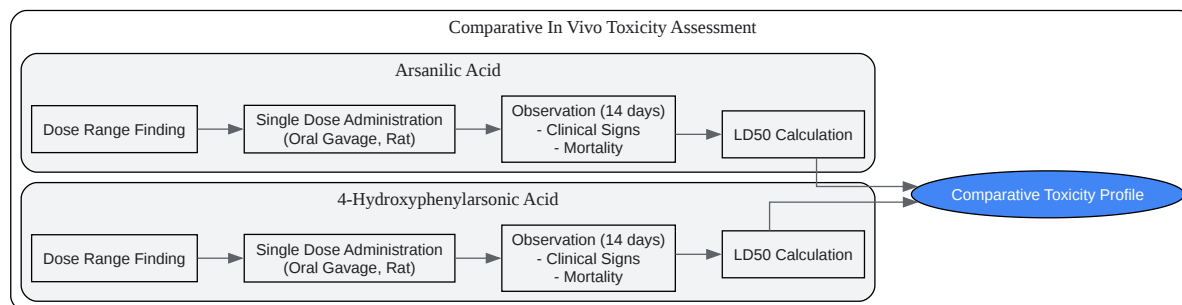 Comparative In Vivo Toxicity Assessment
Arsanilic Acid
Dose Range Finding
Single Dose Administration
(Oral Gavage, Rat)
Observation (14 days)
- Clinical Signs
- Mortality
LD50 Calculation
4-Hydroxyphenylarsonic Acid
Dose Range Finding
Single Dose Administration
(Oral Gavage, Rat)
Observation (14 days)
- Clinical Signs
- Mortality
LD50 Calculation
Comparative Toxicity Profile